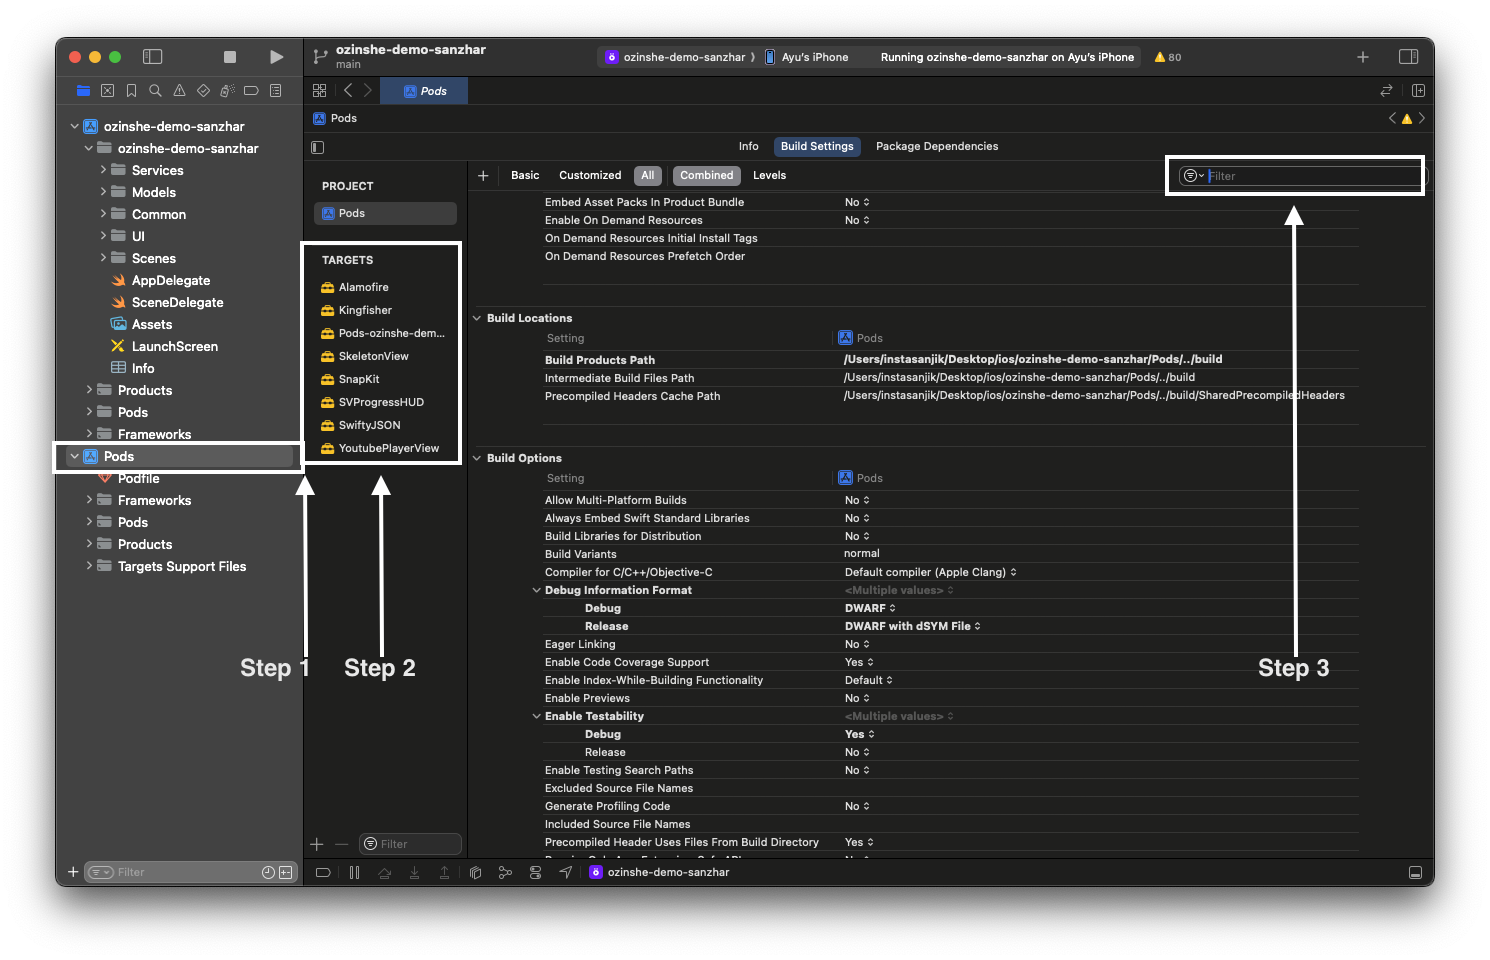 ozinshe-demo-sanzhar
main
ozinshe-demo-sanzhar
Ayu's iPhone
Running ozinshe-demo-sanzhar on Ayu's iPhone
80
Pods
Pods
Info
Build Settings
Package Dependencies
ozinshe-demo-sanzhar
ozinshe-demo-sanzhar
Services
Models
Common
UI
Scenes
AppDelegate
SceneDelegate
Assets
LaunchScreen
Info
Products
Pods
Frameworks
Pods
Podfile
Frameworks
Pods
Products
Targets Support Files
Filter
PROJECT
Pods
TARGETS
Alamofire
Kingfisher
Pods-ozinshe-dem...
SkeletonView
SnapKit
SVProgressHUD
SwiftyJSON
YoutubePlayerView
Filter
Basic
Customized
All
Combined
Levels
Filter
Embed Asset Packs In Product Bundle No
Enable On Demand Resources No
On Demand Resources Initial Install Tags
On Demand Resources Prefetch Order
Build Locations
Setting Pods
Build Products Path /Users/instasanjik/Desktop/ios/ozinshe-demo-sanzhar/Pods/../build
Intermediate Build Files Path /Users/instasanjik/Desktop/ios/ozinshe-demo-sanzhar/Pods/../build
Precompiled Headers Cache Path /Users/instasanjik/Desktop/ios/ozinshe-demo-sanzhar/Pods/../build/SharedPrecompiledHeaders
Build Options
Setting Pods
Allow Multi-Platform Builds No
Always Embed Swift Standard Libraries No
Build Libraries for Distribution No
Build Variants normal
Compiler for C/C++/Objective-C Default compiler (Apple Clang)
Debug Information Format <Multiple values>
Debug DWARF
Release DWARF with dSYM File
Eager Linking No
Enable Code Coverage Support Yes
Enable Index-While-Building Functionality Default
Enable Previews No
Enable Testability <Multiple values>
Debug Yes
Release No
Enable Testing Search Paths No
Excluded Source File Names
Generate Profiling Code No
Included Source File Names
Precompiled Header Uses Files From Build Directory Yes
Step 1
Step 2
Step 3
ozinshe-demo-sanzhar